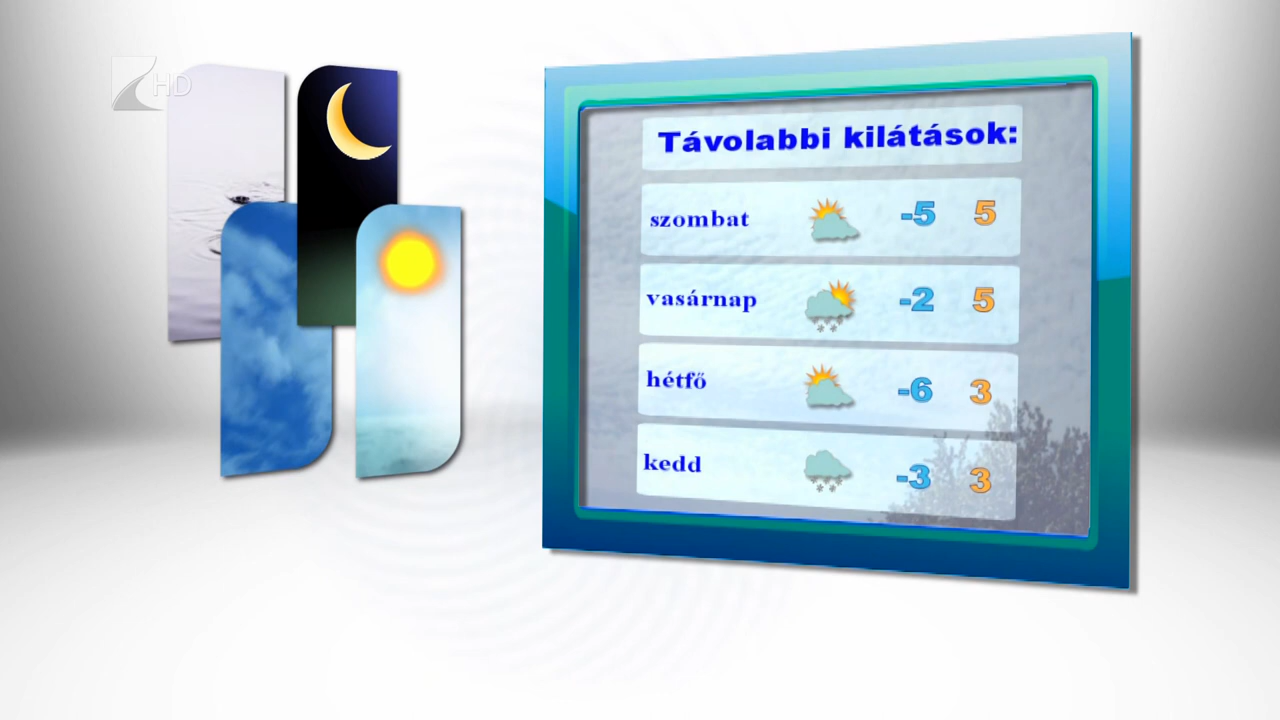 HD
Távolabbi kilátások:
szombat -5 5
vasárnap -2 5
hétfő -6 3
kedd -3 3